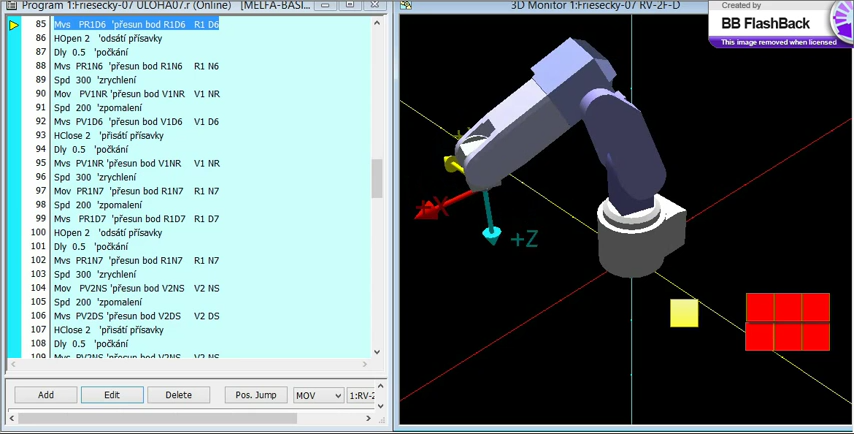 Program 1:Friesecky-07 ULOHA07.r (Online) [MELFA-BASI
85 Mvs PR1D6 'přesun bod R1D6 R1 D6
86 HOpen 2 'odsátí přísavky
87 Dly 0.5 'počkání
88 Mvs PR1N6 'přesun bod R1N6 R1 N6
89 Spd 300 'zrychlení
90 Mov PV1NR 'přesun bod V1NR V1 NR
91 Spd 200 'zpomalení
92 Mvs PV1D6 'přesun bod V1D6 V1 D6
93 HClose 2 'přisátí přísavky
94 Dly 0.5 'počkání
95 Mvs PV1NR 'přesun bod V1NR V1 NR
96 Spd 300 'zrychlení
97 Mov PR1N7 'přesun bod R1N7 R1 N7
98 Spd 200 'zpomalení
99 Mvs PR1D7 'přesun bod R1D7 R1 D7
100 HOpen 2 'odsátí přísavky
101 Dly 0.5 'počkání
102 Mvs PR1N7 'přesun bod R1N7 R1 N7
103 Spd 300 'zrychlení
104 Mov PV2NS 'přesun bod V2NS V2 NS
105 Spd 200 'zpomalení
106 Mvs PV2DS 'přesun bod V2DS V2 DS
107 HClose 2 'přisátí přísavky
108 Dly 0.5 'počkání
109 Mvs PV2NS 'přesun bod V2NS V2 NS
Add Edit Delete Pos. Jump MOV 1:RV-2
3D Monitor 1:Friesecky-07 RV-2F-D
Created by
BB FlashBack
This image removed when licensed
+X
+Z